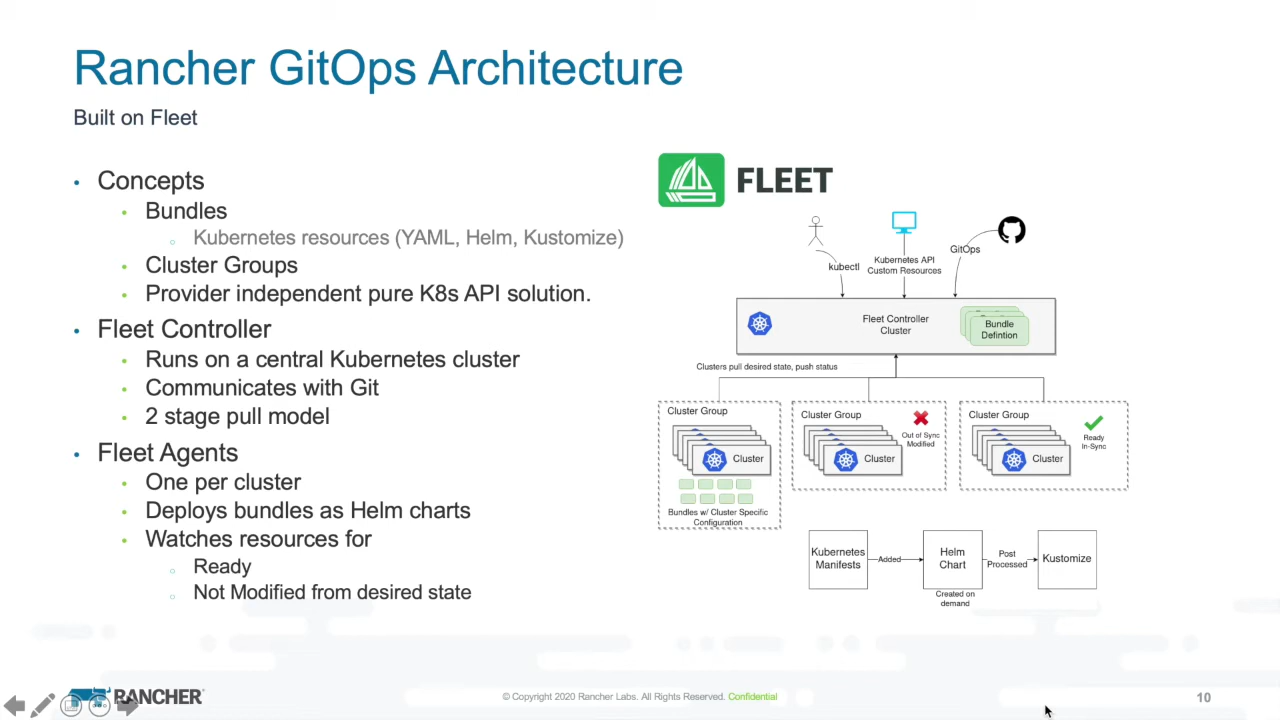 Rancher GitOps Architecture
Built on Fleet
Concepts
Bundles
Kubernetes resources (YAML, Helm, Kustomize)
Cluster Groups
Provider independent pure K8s API solution.
Fleet Controller
Runs on a central Kubernetes cluster
Communicates with Git
2 stage pull model
Fleet Agents
One per cluster
Deploys bundles as Helm charts
Watches resources for
Ready
Not Modified from desired state
FLEET
kubectl
Kubernetes API
Custom Resources
GitOps
Fleet Controller
Cluster
Bundle
Defintion
Clusters pull desired state, push status
Cluster Group
Cluster
Bundles w/ Cluster Specific
Configuration
Cluster Group
Out of Sync
Modified
Cluster
Cluster Group
Ready
In-Sync
Cluster
Kubernetes
Manifests
Added
Helm
Chart
Created on
demand
Post
Processed
Kustomize
RANCHER
© Copyright 2020 Rancher Labs. All Rights Reserved. Confidential
10